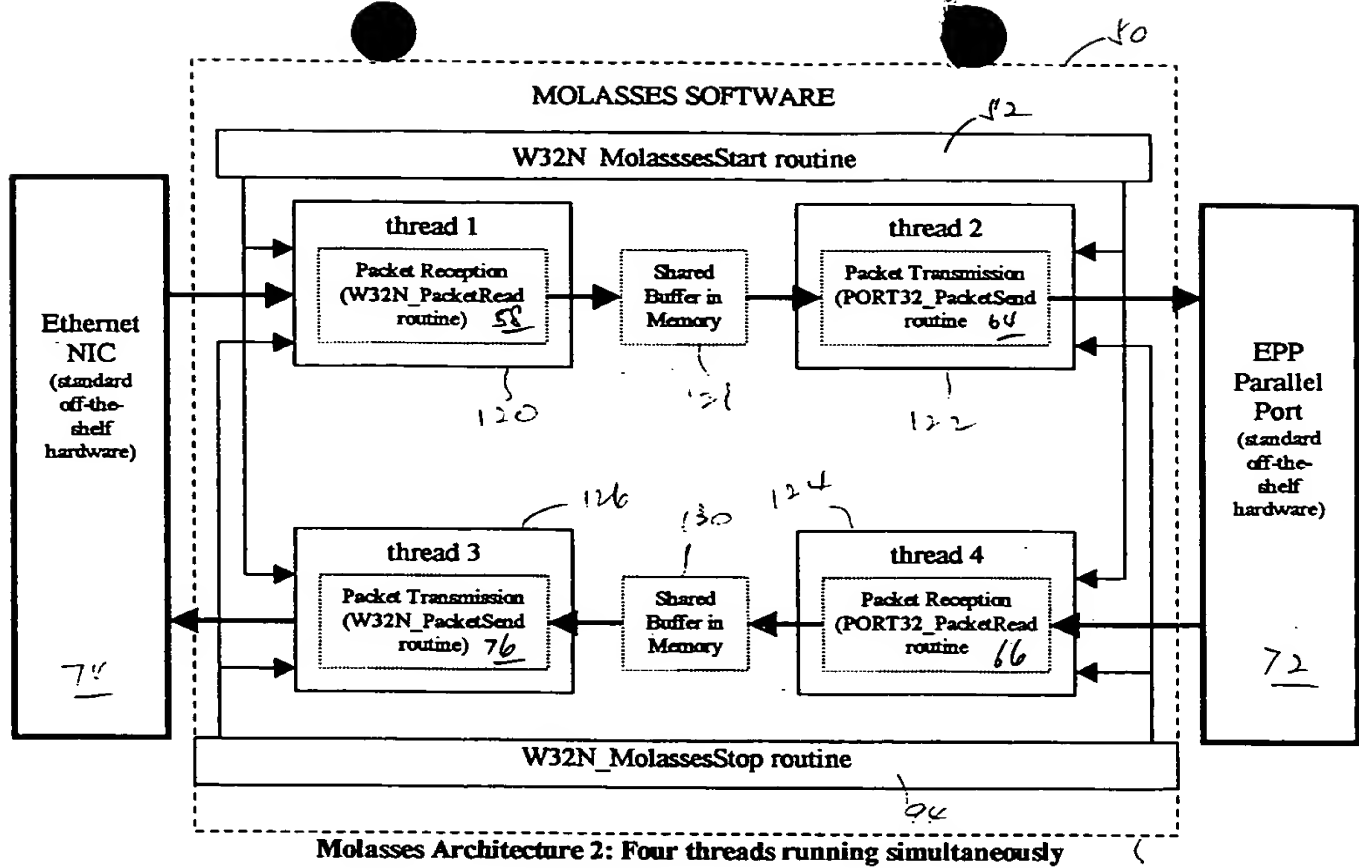 50
MOLASSES SOFTWARE
52
W32N_MolasssesStart routine
thread 1
Packet Reception
(W32N_PacketRead
routine) 58
120
Shared
Buffer in
Memory
thread 2
Packet Transmission
(PORT32_PacketSend
routine 64
122
Ethernet
NIC
(standard
off-the-
shelf
hardware)
EPP
Parallel
Port
(standard
off-the-
shelf
hardware)
72
126
thread 3
Packet Transmission
(W32N_PacketSend
routine) 76
130
Shared
Buffer in
Memory
124
thread 4
Packet Reception
(PORT32_PacketRead
routine 66
W32N_MolassesStop routine
Molasses Architecture 2: Four threads running simultaneously